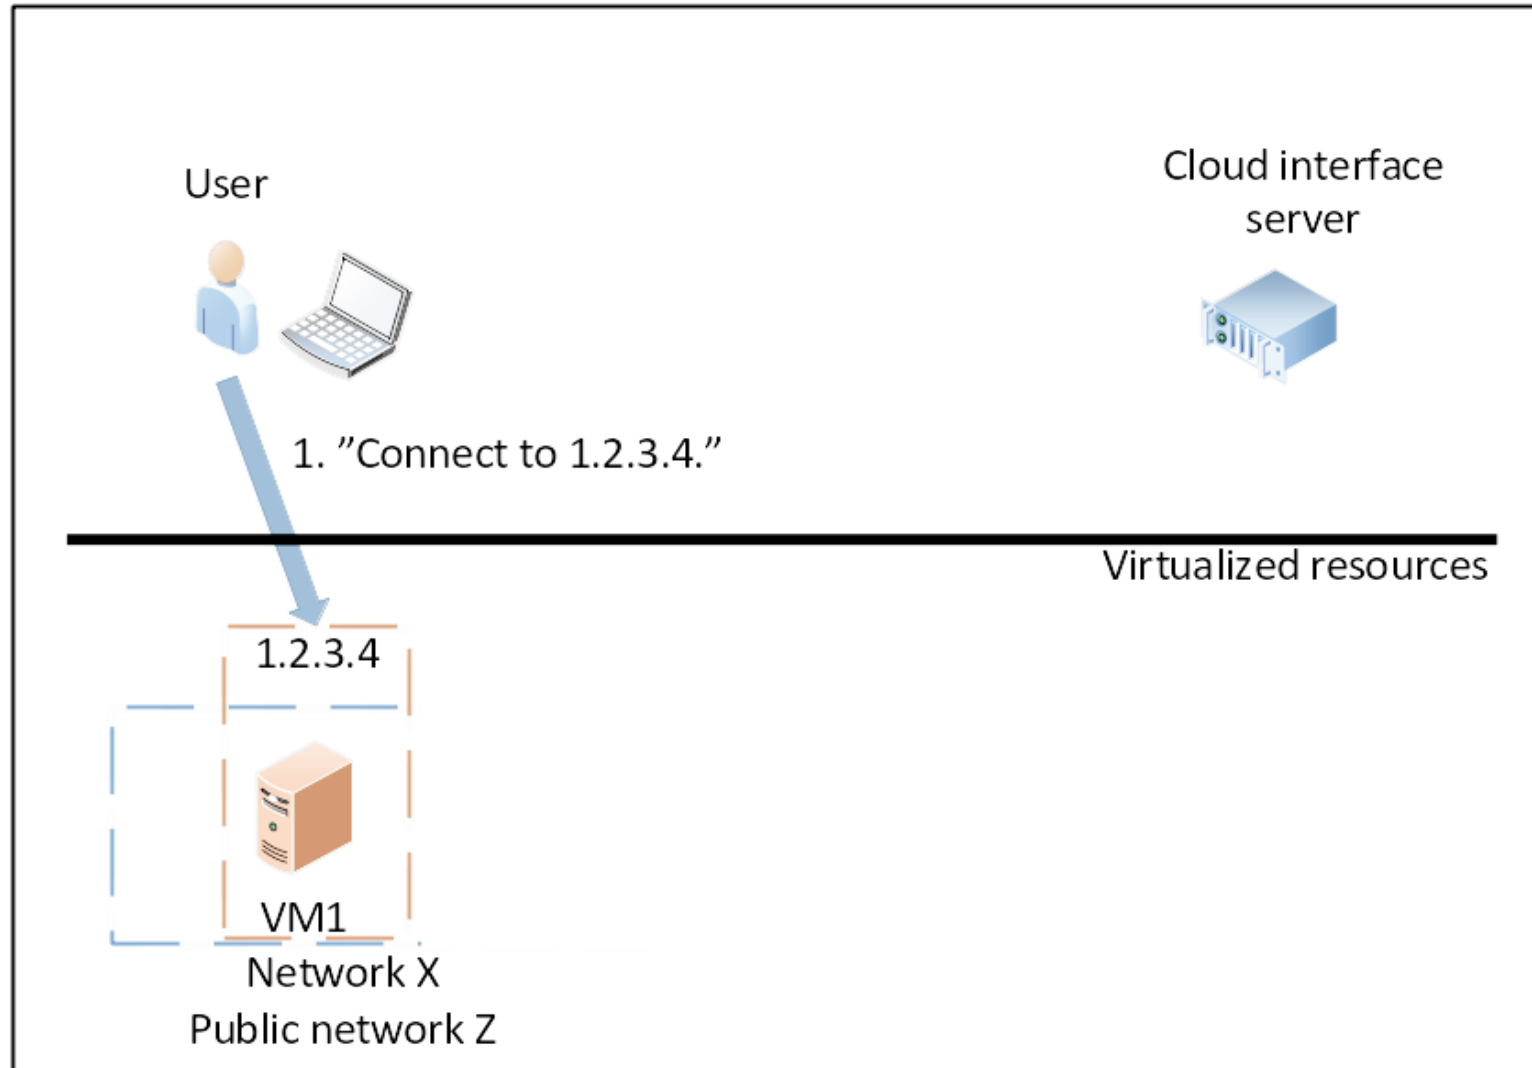 User
Cloud interface
server
1. ”Connect to 1.2.3.4.”
Virtualized resources
1.2.3.4
VM1
Network X
Public network Z